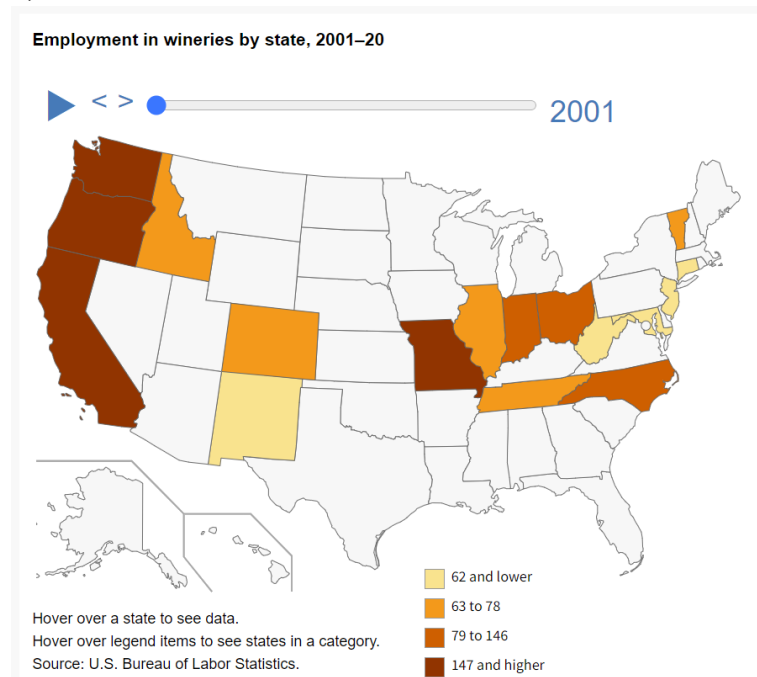 Employment in wineries by state, 2001–20
< >
2001
62 and lower
63 to 78
79 to 146
147 and higher
Hover over a state to see data.
Hover over legend items to see states in a category.
Source: U.S. Bureau of Labor Statistics.